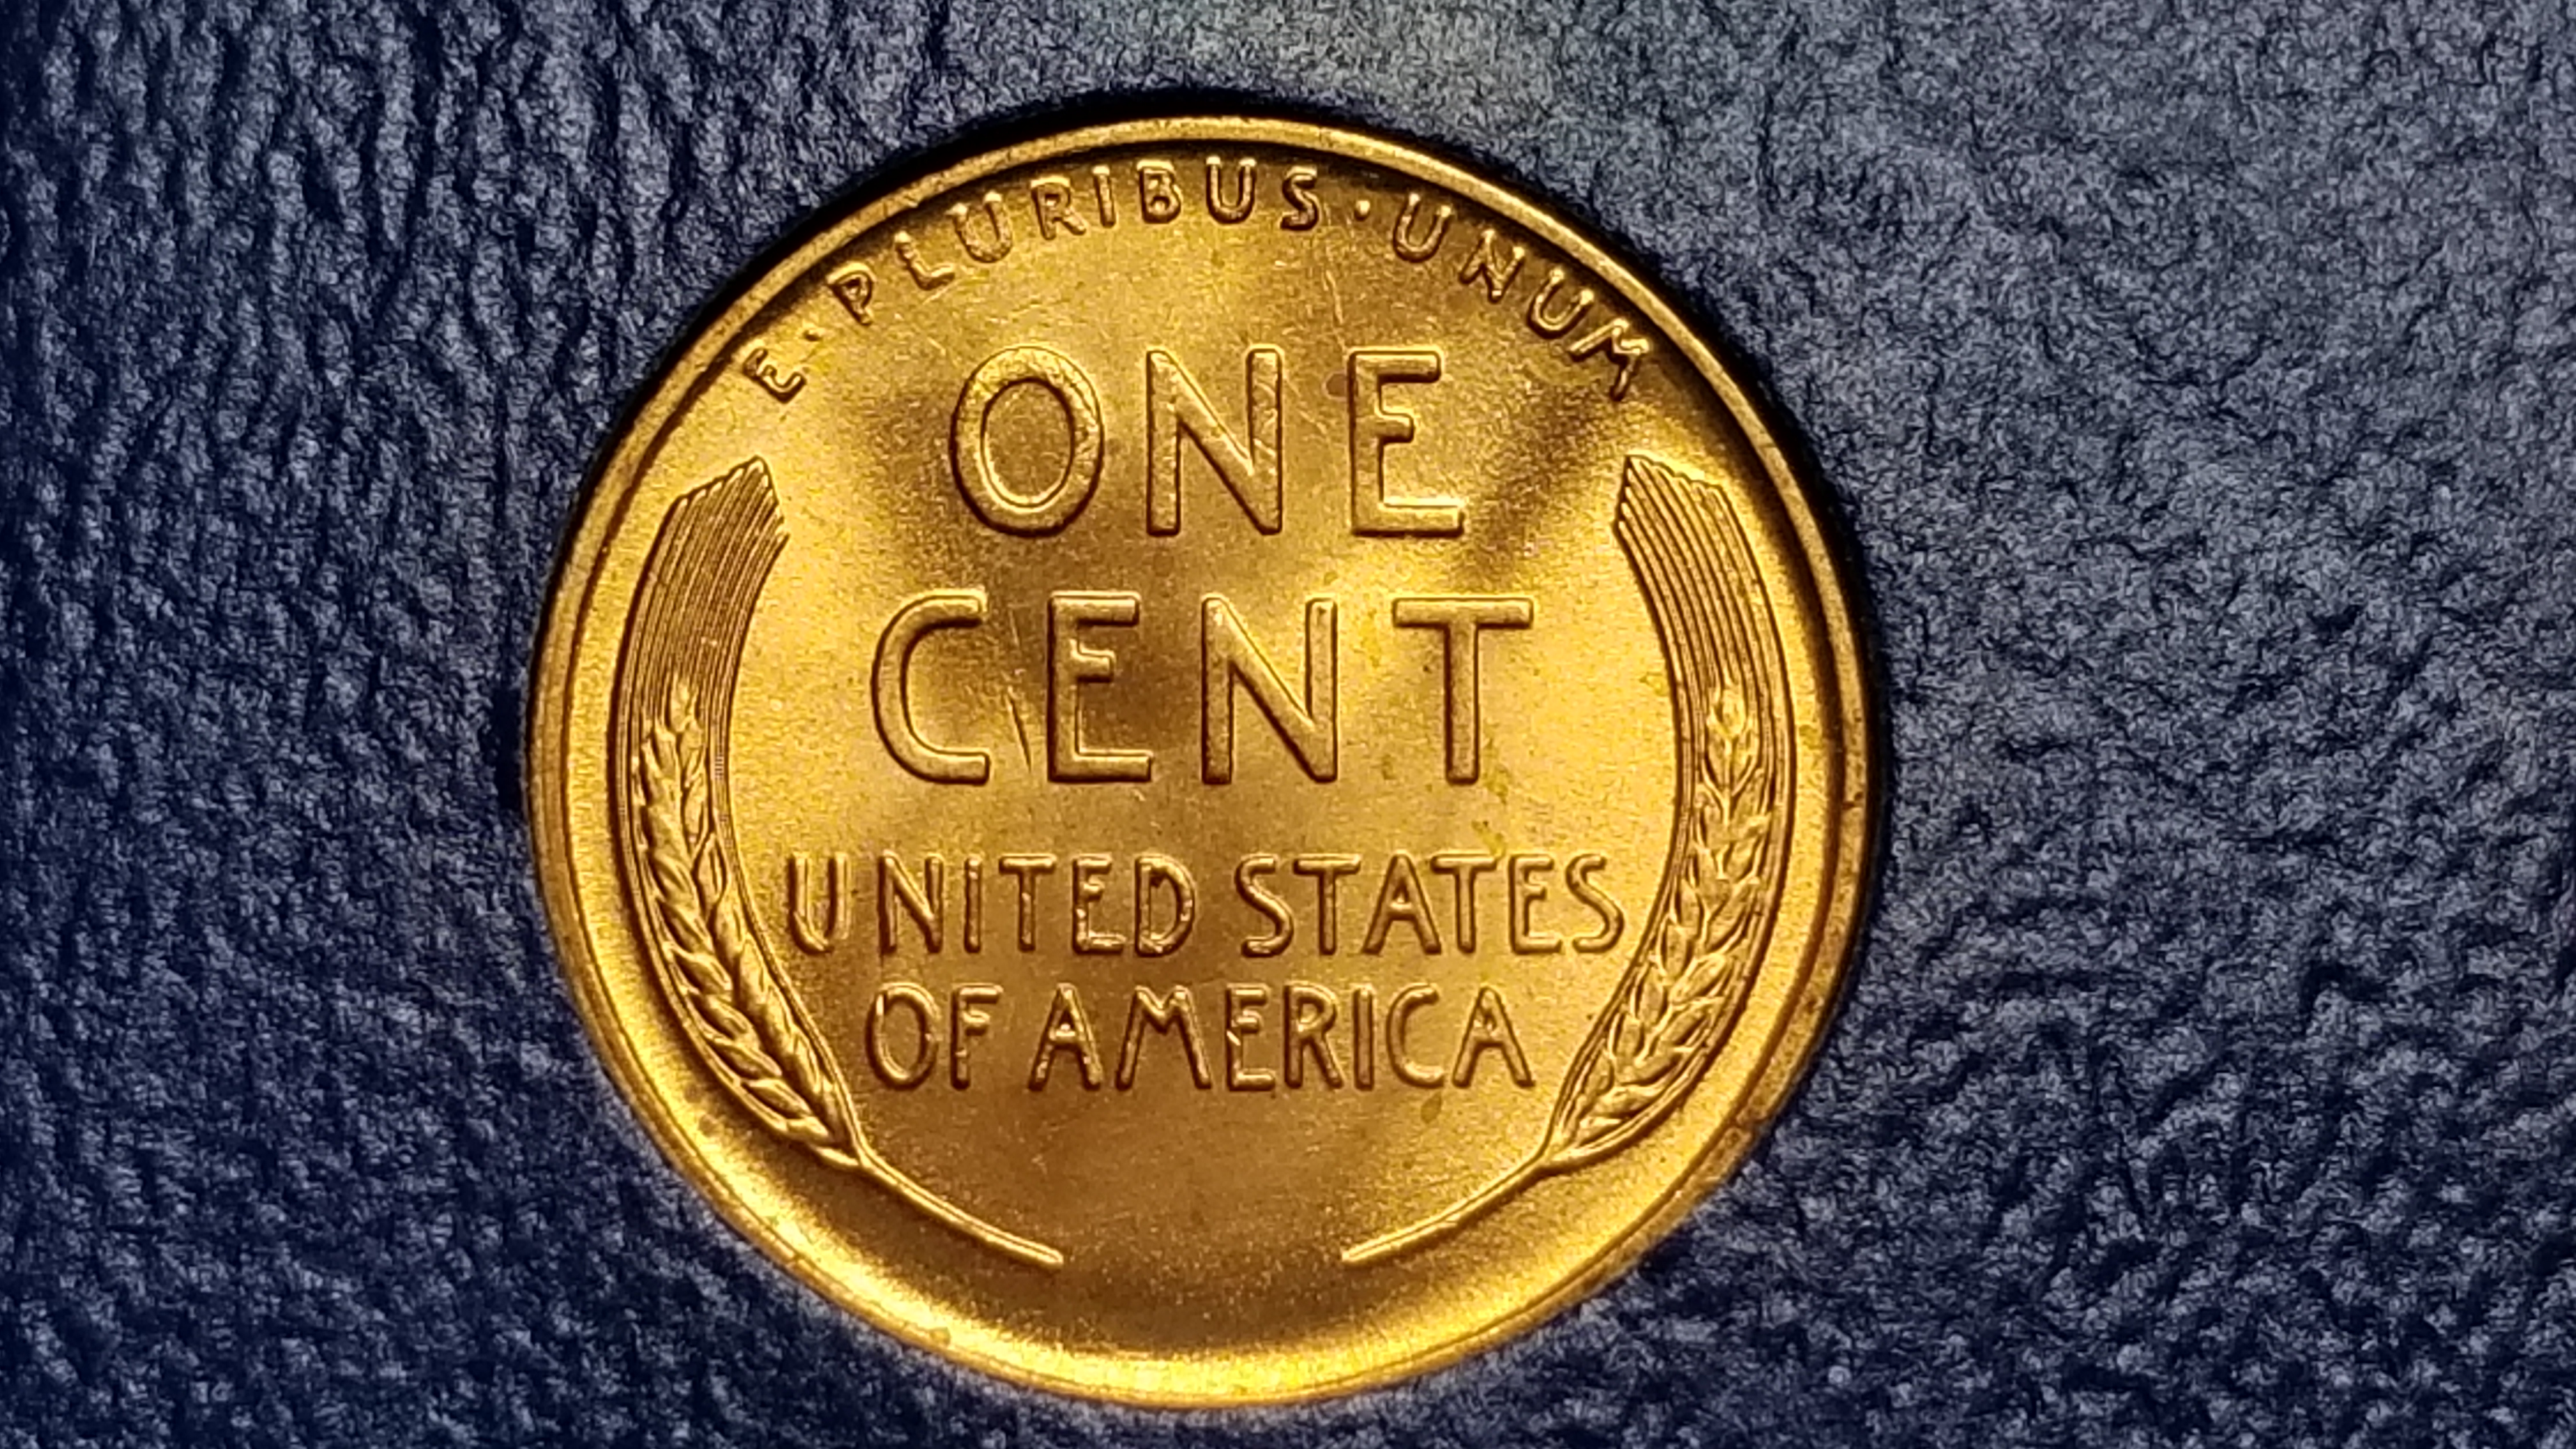 E·PLURIBUS·UNUM
ONE
CENT
UNITED STATES
OF AMERICA